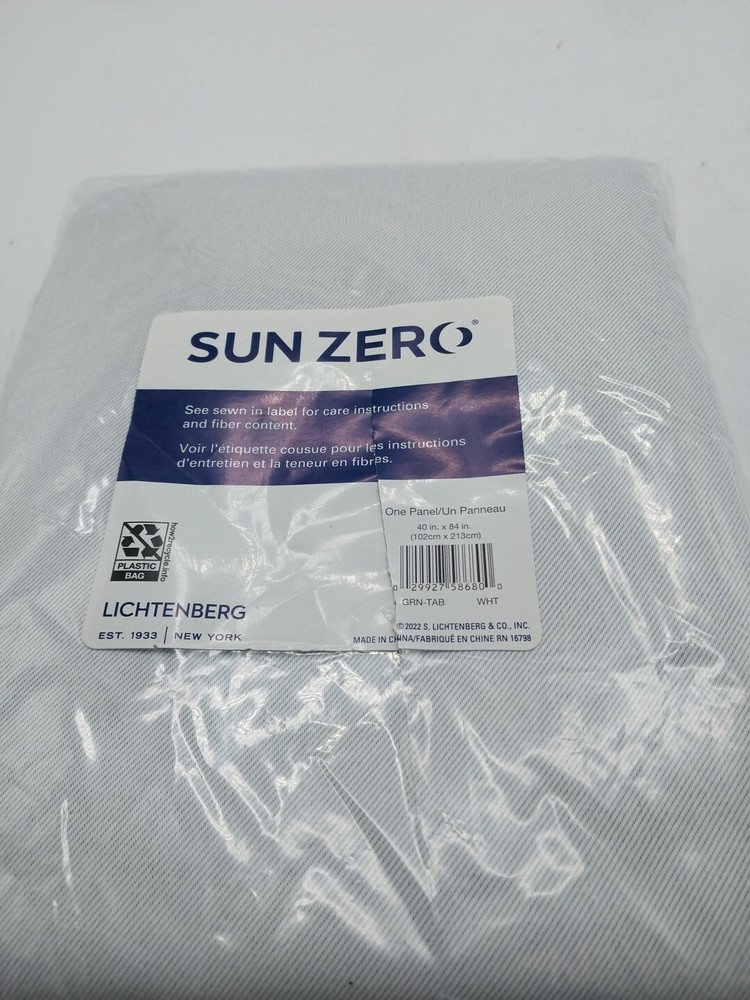 SUN ZERO®
See sewn in label for care instructions
and fiber content.
Voir l'étiquette cousue pour les instructions
d'entretien et la teneur en fibres.
One Panel/Un Panneau
40 in. x 84 in.
(102cm x 213cm)
how2recycle.info
PLASTIC
BAG
0 29927 58680 0
GRN-TAB WHT
LICHTENBERG
EST. 1933 | NEW YORK
©2022 S. LICHTENBERG & CO., INC.
MADE IN CHINA/FABRIQUÉ EN CHINE RN 16798